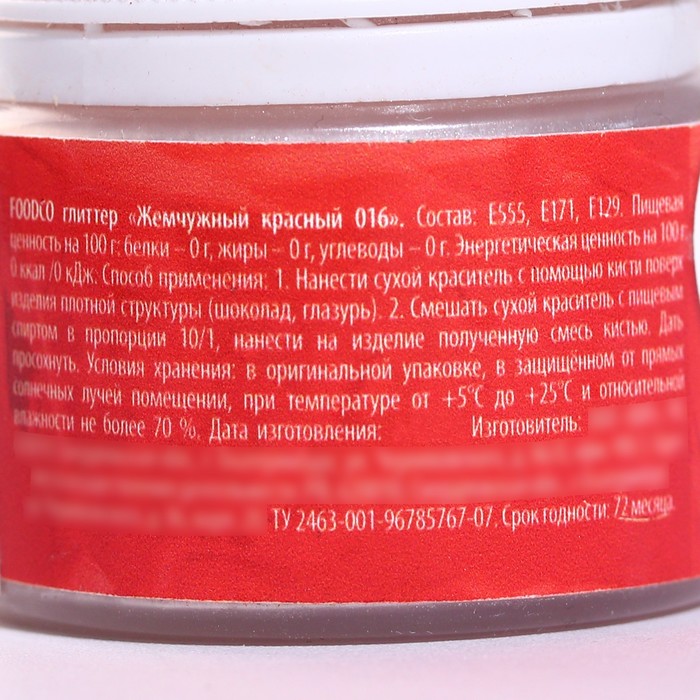 FOODCO глиттер «Жемчужный красный 016». Состав: Е555, Е171, Е129. Пищевая
ценность на 100 г: белки – 0 г, жиры – 0 г, углеводы – 0 г. Энергетическая ценность на 100 г:
0 ккал /0 кДж. Способ применения: 1. Нанести сухой краситель с помощью кисти поверх
изделия плотной структуры (шоколад, глазурь). 2. Смешать сухой краситель с пищевым
спиртом в пропорции 10/1, нанести на изделие полученную смесь кистью. Дать
просохнуть. Условия хранения: в оригинальной упаковке, в защищённом от прямых
солнечных лучей помещении, при температуре от +5°С до +25°С и относительной
влажности не более 70 %. Дата изготовления: Изготовитель:
ТУ 2463-001-96785767-07. Срок годности: 72 месяца.